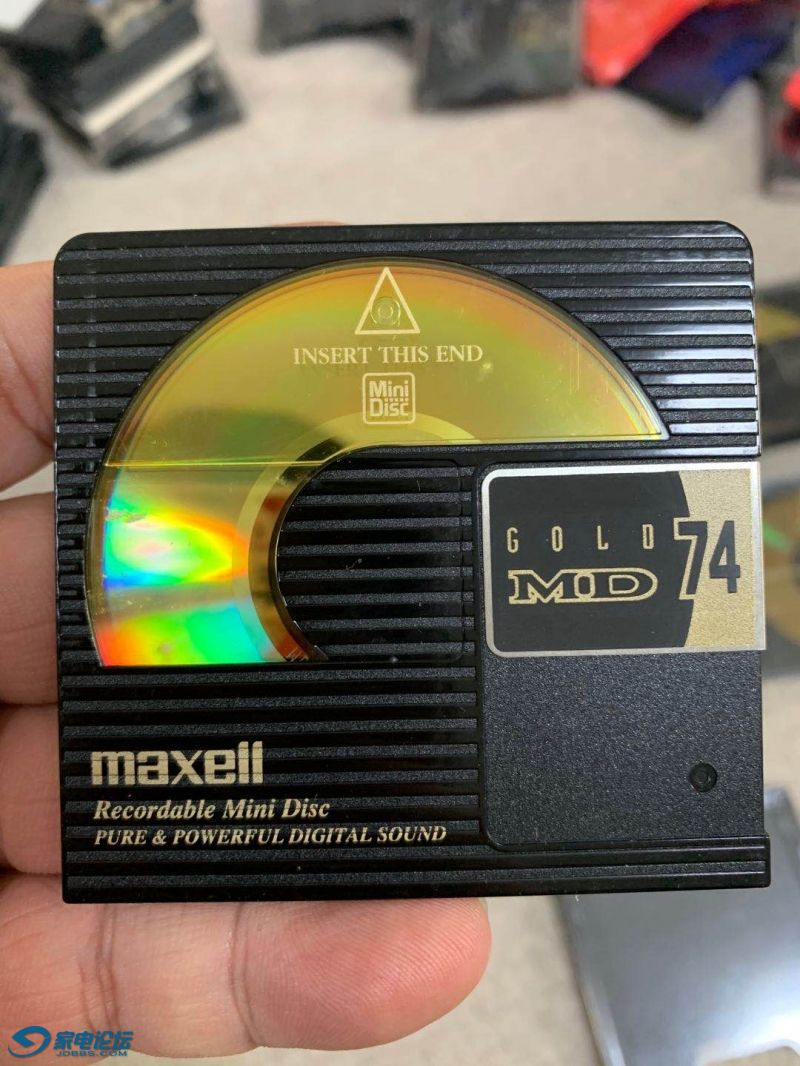 INSERT THIS END
Mini
Disc
GOLD
MD
74
maxell
Recordable Mini Disc
PURE & POWERFUL DIGITAL SOUND
家电论坛
JDBBS.COM